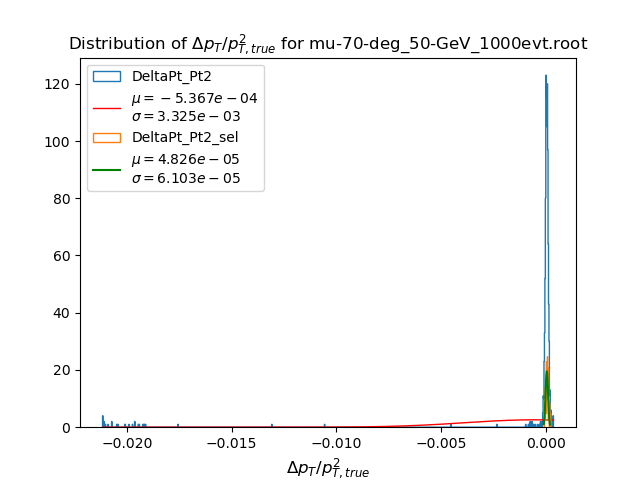 Distribution of Δp_T/p²_{T,true} for mu-70-deg_50-GeV_1000evt.root
DeltaPt_Pt2
μ = −5.367e − 04
σ = 3.325e − 03
DeltaPt_Pt2_sel
μ = 4.826e − 05
σ = 6.103e − 05
120
100
80
60
40
20
0
−0.020 −0.015 −0.010 −0.005 0.000
Δp_T/p²_{T,true}